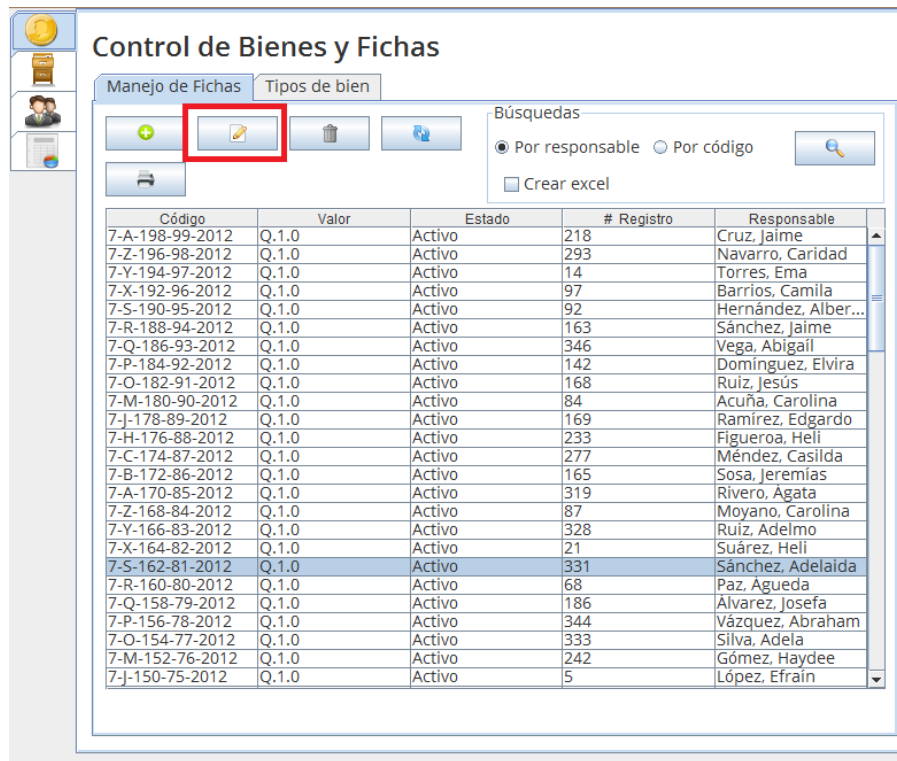 Control de Bienes y Fichas
Manejo de Fichas Tipos de bien
Búsquedas
Por responsable Por código
Crear excel
Código Valor Estado # Registro Responsable
7-A-198-99-2012 Q.1.0 Activo 218 Cruz, Jaime
7-Z-196-98-2012 Q.1.0 Activo 293 Navarro, Caridad
7-Y-194-97-2012 Q.1.0 Activo 14 Torres, Ema
7-X-192-96-2012 Q.1.0 Activo 97 Barrios, Camila
7-S-190-95-2012 Q.1.0 Activo 92 Hernández, Alber...
7-R-188-94-2012 Q.1.0 Activo 163 Sánchez, Jaime
7-Q-186-93-2012 Q.1.0 Activo 346 Vega, Abigaíl
7-P-184-92-2012 Q.1.0 Activo 142 Domínguez, Elvira
7-O-182-91-2012 Q.1.0 Activo 168 Ruiz, Jesús
7-M-180-90-2012 Q.1.0 Activo 84 Acuña, Carolina
7-J-178-89-2012 Q.1.0 Activo 169 Ramírez, Edgardo
7-H-176-88-2012 Q.1.0 Activo 233 Figueroa, Heli
7-C-174-87-2012 Q.1.0 Activo 277 Méndez, Casilda
7-B-172-86-2012 Q.1.0 Activo 165 Sosa, Jeremías
7-A-170-85-2012 Q.1.0 Activo 319 Rivero, Ágata
7-Z-168-84-2012 Q.1.0 Activo 87 Moyano, Carolina
7-Y-166-83-2012 Q.1.0 Activo 328 Ruiz, Adelmo
7-X-164-82-2012 Q.1.0 Activo 21 Suárez, Heli
7-S-162-81-2012 Q.1.0 Activo 331 Sánchez, Adelaida
7-R-160-80-2012 Q.1.0 Activo 68 Paz, Águeda
7-Q-158-79-2012 Q.1.0 Activo 186 Álvarez, Josefa
7-P-156-78-2012 Q.1.0 Activo 344 Vázquez, Abraham
7-O-154-77-2012 Q.1.0 Activo 333 Silva, Adela
7-M-152-76-2012 Q.1.0 Activo 242 Gómez, Haydee
7-J-150-75-2012 Q.1.0 Activo 5 López, Efraín